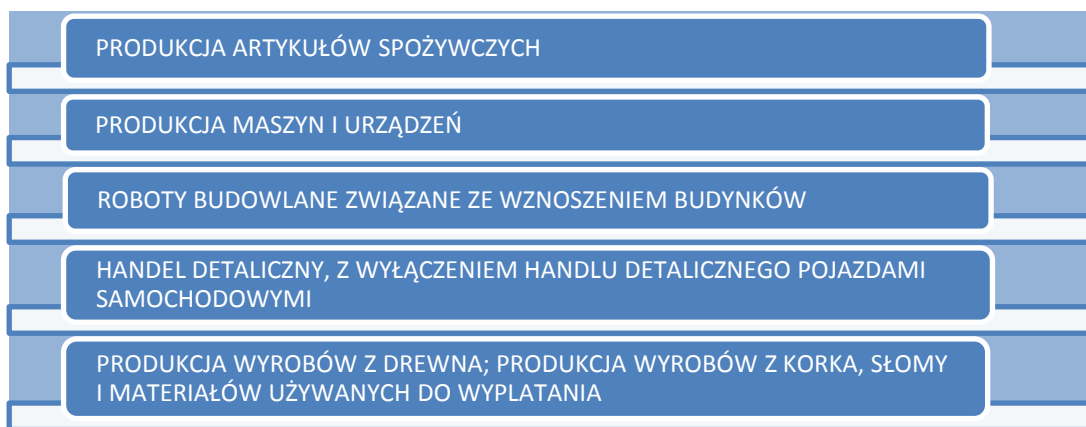 PRODUKCJA ARTYKUŁÓW SPOŻYWCZYCH
PRODUKCJA MASZYN I URZĄDZEŃ
ROBOTY BUDOWLANE ZWIĄZANE ZE WZNOSZENIEM BUDYNKÓW
HANDEL DETALICZNY, Z WYŁĄCZENIEM HANDLU DETALICZNEGO POJAZDAMI
SAMOCHODOWYMI
PRODUKCJA WYROBÓW Z DREWNA; PRODUKCJA WYROBÓW Z KORKA, SŁOMY
I MATERIAŁÓW UŻYWANYCH DO WYPLATANIA